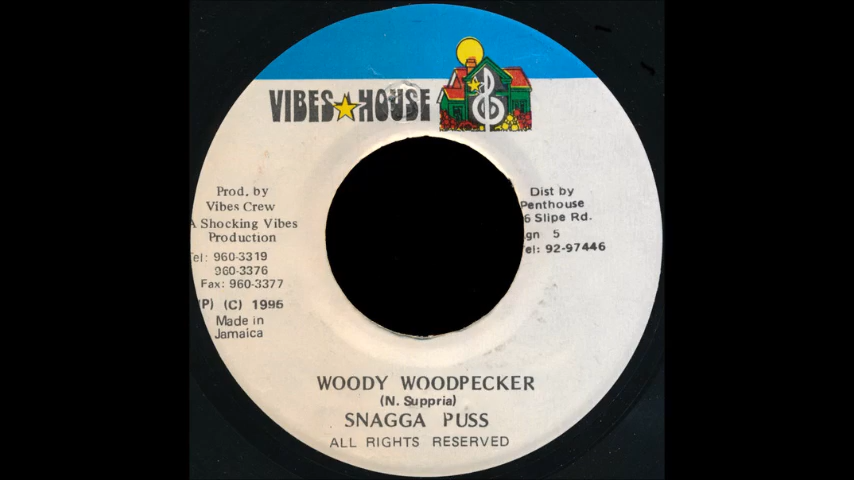 VIBES HOUSE
Prod. by
Vibes Crew
A Shocking Vibes
Production
Tel: 960-3319
960-3376
Fax: 960-3377
(P) (C) 1996
Made in
Jamaica
Dist by
Penthouse
6 Slipe Rd.
gn 5
el: 92-97446
WOODY WOODPECKER
(N. Suppria)
SNAGGA PUSS
ALL RIGHTS RESERVED